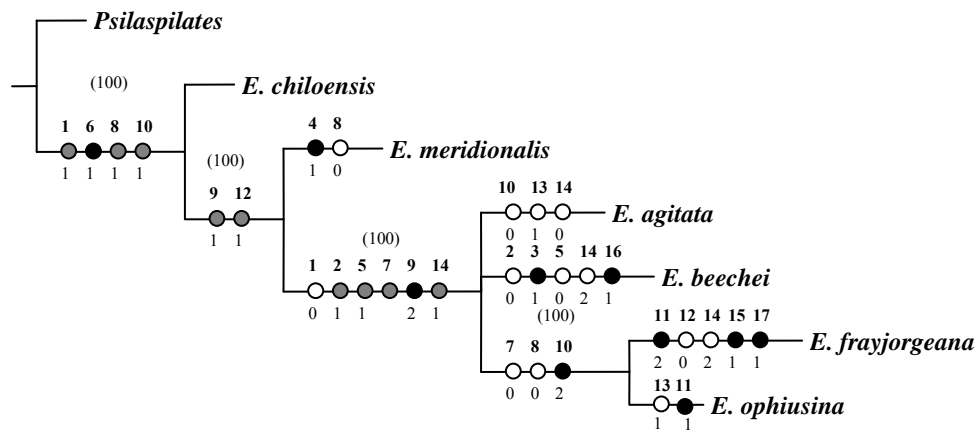 Psilaspilates
(100)
E. chiloensis
1 6 8 10
1 1 1 1
4 8
E. meridionalis
1 0
(100)
9 12
1 1
10 13 14
E. agitata
0 1 0
(100)
2 3 5 14 16
E. beechei
0 1 0 2 1
1 2 5 7 9 14
0 1 1 2 1
(100)
11 12 14 15 17
E. frayjorgeana
2 0 2 1 1
7 8 10
0 0 2
13 11
E. ophiusina
1 1